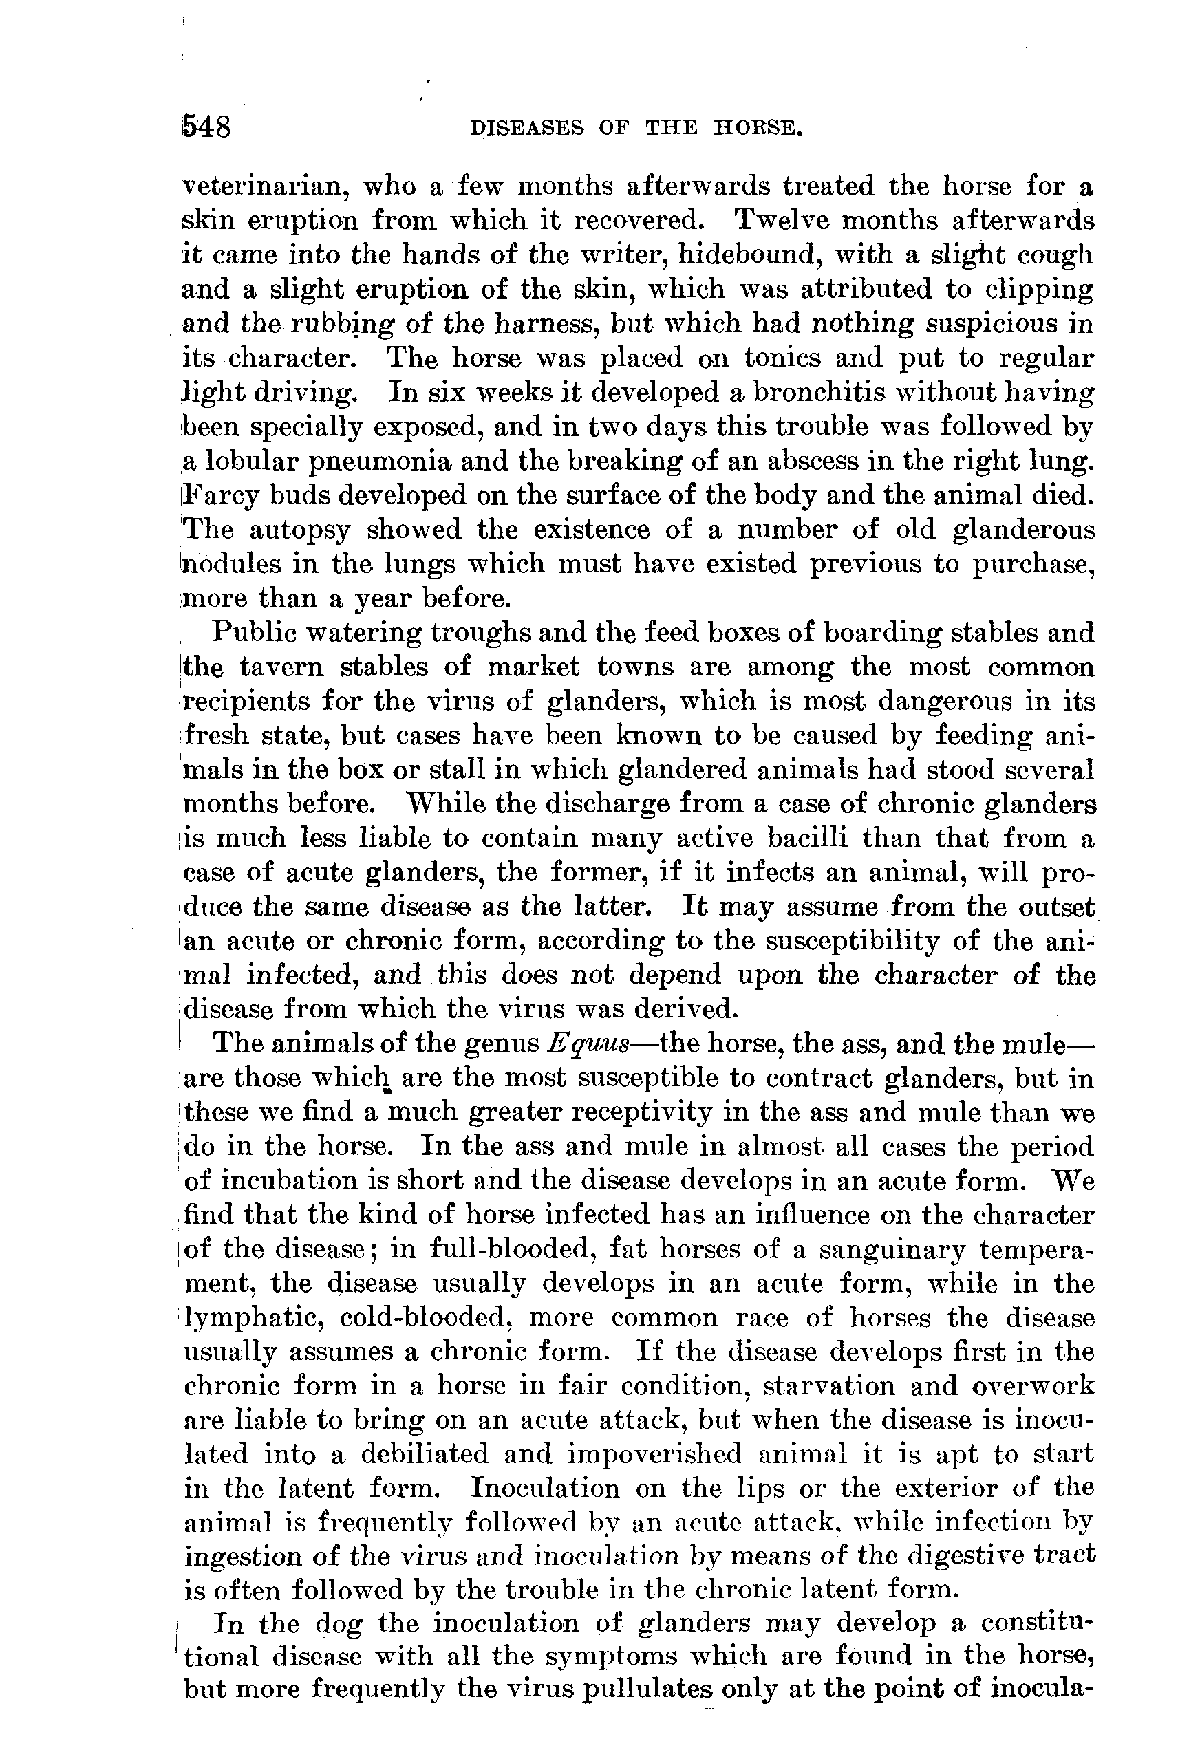 548 DISEASES OF THE HORSE.
veterinarian, who a few months afterwards treated the horse for a
skin eruption from which it recovered. Twelve months afterwards
it came into the hands of the writer, hidebound, with a slight cough
and a slight eruption of the skin, which was attributed to clipping
and the rubbing of the harness, but which had nothing suspicious in
its character. The horse was placed on tonics and put to regular
light driving. In six weeks it developed a bronchitis without having
been specially exposed, and in two days this trouble was followed by
a lobular pneumonia and the breaking of an abscess in the right lung.
Farcy buds developed on the surface of the body and the animal died.
The autopsy showed the existence of a number of old glanderous
nodules in the lungs which must have existed previous to purchase,
more than a year before.
Public watering troughs and the feed boxes of boarding stables and
the tavern stables of market towns are among the most common
recipients for the virus of glanders, which is most dangerous in its
fresh state, but cases have been known to be caused by feeding ani-
mals in the box or stall in which glandered animals had stood several
months before. While the discharge from a case of chronic glanders
is much less liable to contain many active bacilli than that from a
case of acute glanders, the former, if it infects an animal, will pro-
duce the same disease as the latter. It may assume from the outset
an acute or chronic form, according to the susceptibility of the ani-
mal infected, and this does not depend upon the character of the
disease from which the virus was derived.
The animals of the genus Equus—the horse, the ass, and the mule—
are those which are the most susceptible to contract glanders, but in
these we find a much greater receptivity in the ass and mule than we
do in the horse. In the ass and mule in almost all cases the period
of incubation is short and the disease develops in an acute form. We
find that the kind of horse infected has an influence on the character
of the disease; in full-blooded, fat horses of a sanguinary tempera-
ment, the disease usually develops in an acute form, while in the
lymphatic, cold-blooded, more common race of horses the disease
usually assumes a chronic form. If the disease develops first in the
chronic form in a horse in fair condition, starvation and overwork
are liable to bring on an acute attack, but when the disease is inocu-
lated into a debiliated and impoverished animal it is apt to start
in the latent form. Inoculation on the lips or the exterior of the
animal is frequently followed by an acute attack, while infection by
ingestion of the virus and inoculation by means of the digestive tract
is often followed by the trouble in the chronic latent form.
In the dog the inoculation of glanders may develop a constitu-
tional disease with all the symptoms which are found in the horse,
but more frequently the virus pullulates only at the point of inocula-